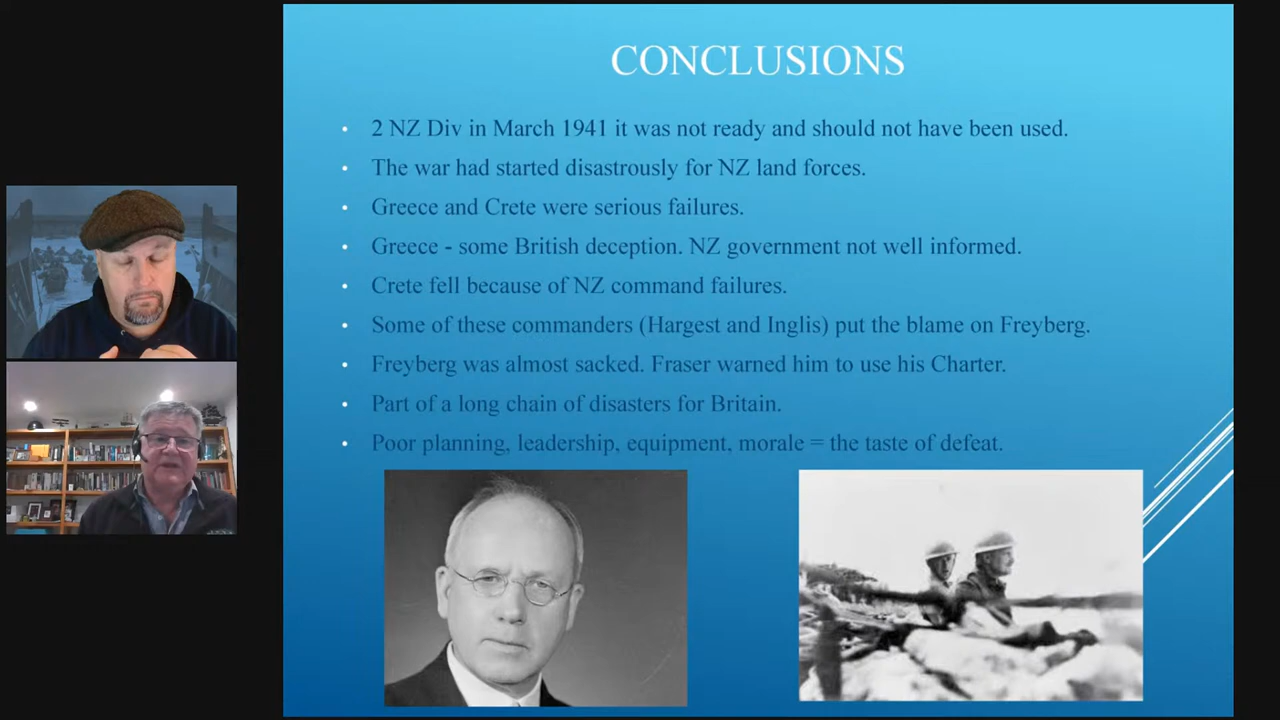 CONCLUSIONS
• 2 NZ Div in March 1941 it was not ready and should not have been used.
• The war had started disastrously for NZ land forces.
• Greece and Crete were serious failures.
• Greece - some British deception. NZ government not well informed.
• Crete fell because of NZ command failures.
• Some of these commanders (Hargest and Inglis) put the blame on Freyberg.
• Freyberg was almost sacked. Fraser warned him to use his Charter.
• Part of a long chain of disasters for Britain.
• Poor planning, leadership, equipment, morale = the taste of defeat.